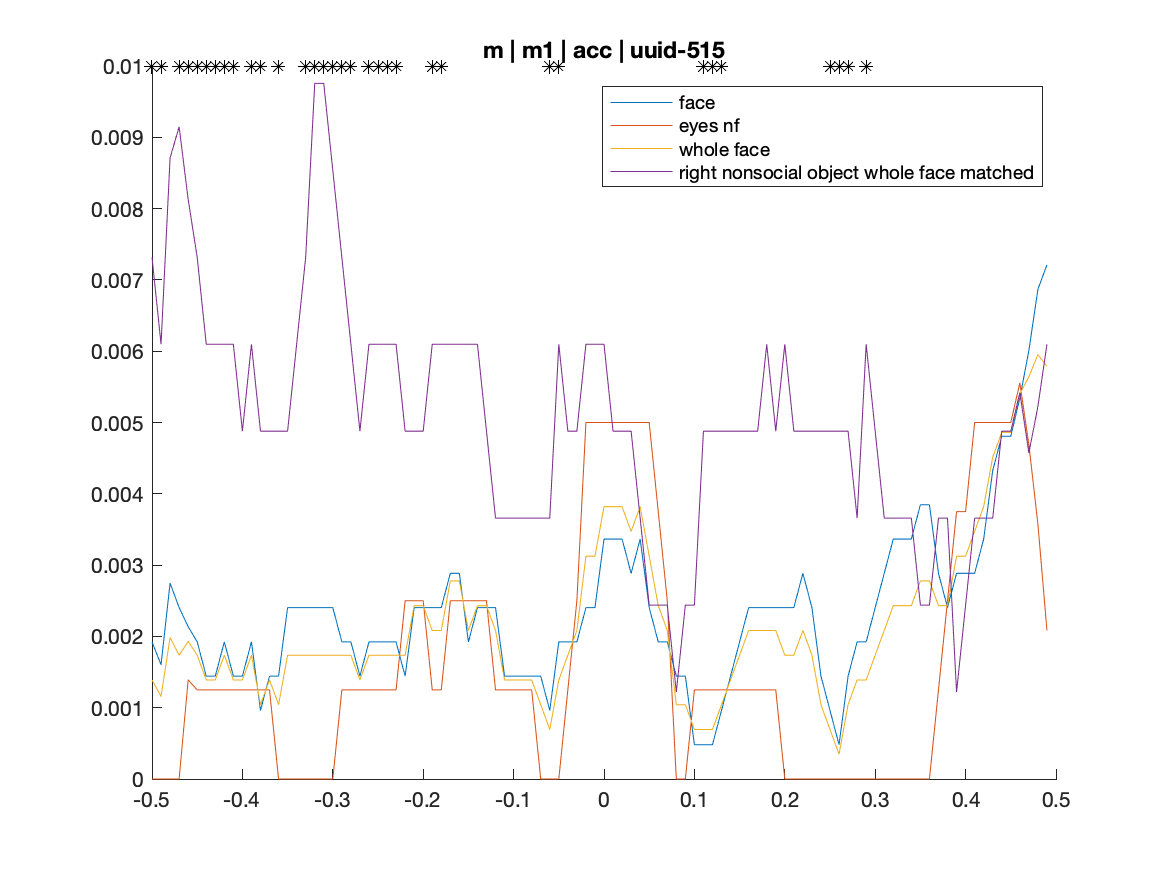 m | m1 | acc | uuid-515
face
eyes nf
whole face
right nonsocial object whole face matched
0.01
0.009
0.008
0.007
0.006
0.005
0.004
0.003
0.002
0.001
0
-0.5 -0.4 -0.3 -0.2 -0.1 0 0.1 0.2 0.3 0.4 0.5